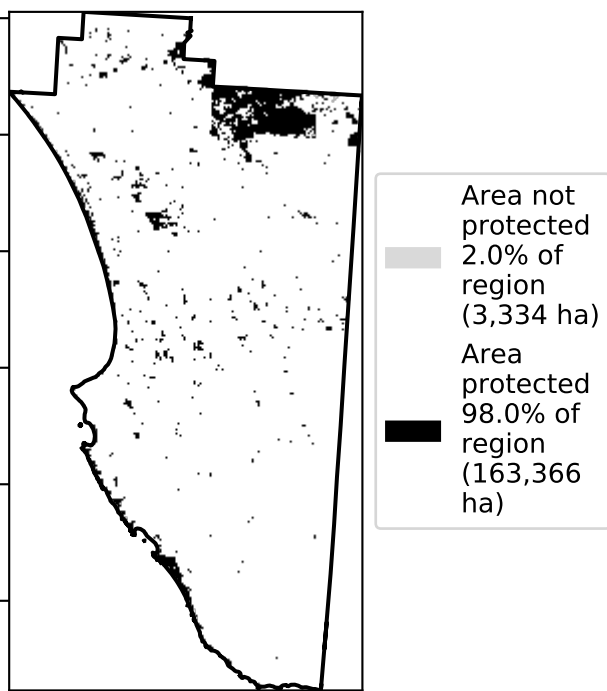 Area not
protected
2.0% of
region
(3,334 ha)
Area
protected
98.0% of
region
(163,366
ha)